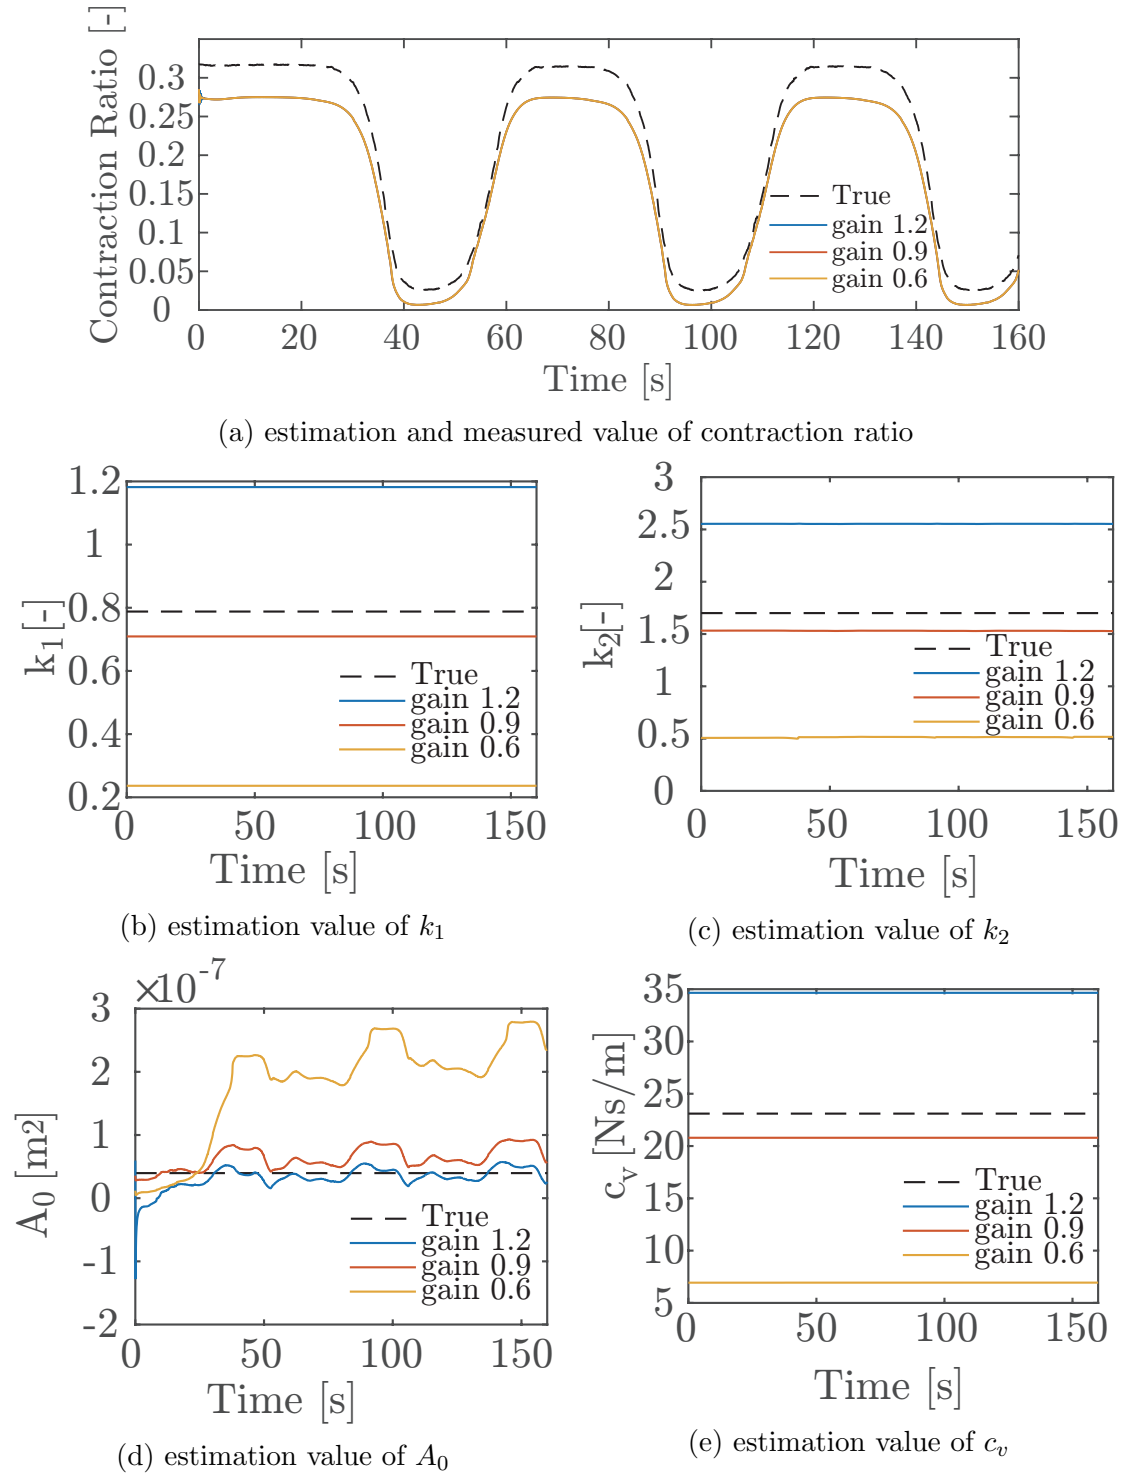 Contraction Ratio [-]
0.3
0.25
0.2
0.15
0.1
0.05
0
True
gain 1.2
gain 0.9
gain 0.6
0 20 40 60 80 100 120 140 160
Time [s]
(a) estimation and measured value of contraction ratio
k1[-]
1.2
1
0.8
0.6
0.4
0.2
True
gain 1.2
gain 0.9
gain 0.6
0 50 100 150
Time [s]
(b) estimation value of k1
k2[-]
3
2.5
2
1.5
1
0.5
0
True
gain 1.2
gain 0.9
gain 0.6
0 50 100 150
Time [s]
(c) estimation value of k2
×10-7
A0 [m2]
3
2
1
0
-1
-2
True
gain 1.2
gain 0.9
gain 0.6
0 50 100 150
Time [s]
(d) estimation value of A0
cv [Ns/m]
35
30
25
20
15
10
5
True
gain 1.2
gain 0.9
gain 0.6
0 50 100 150
Time [s]
(e) estimation value of cv